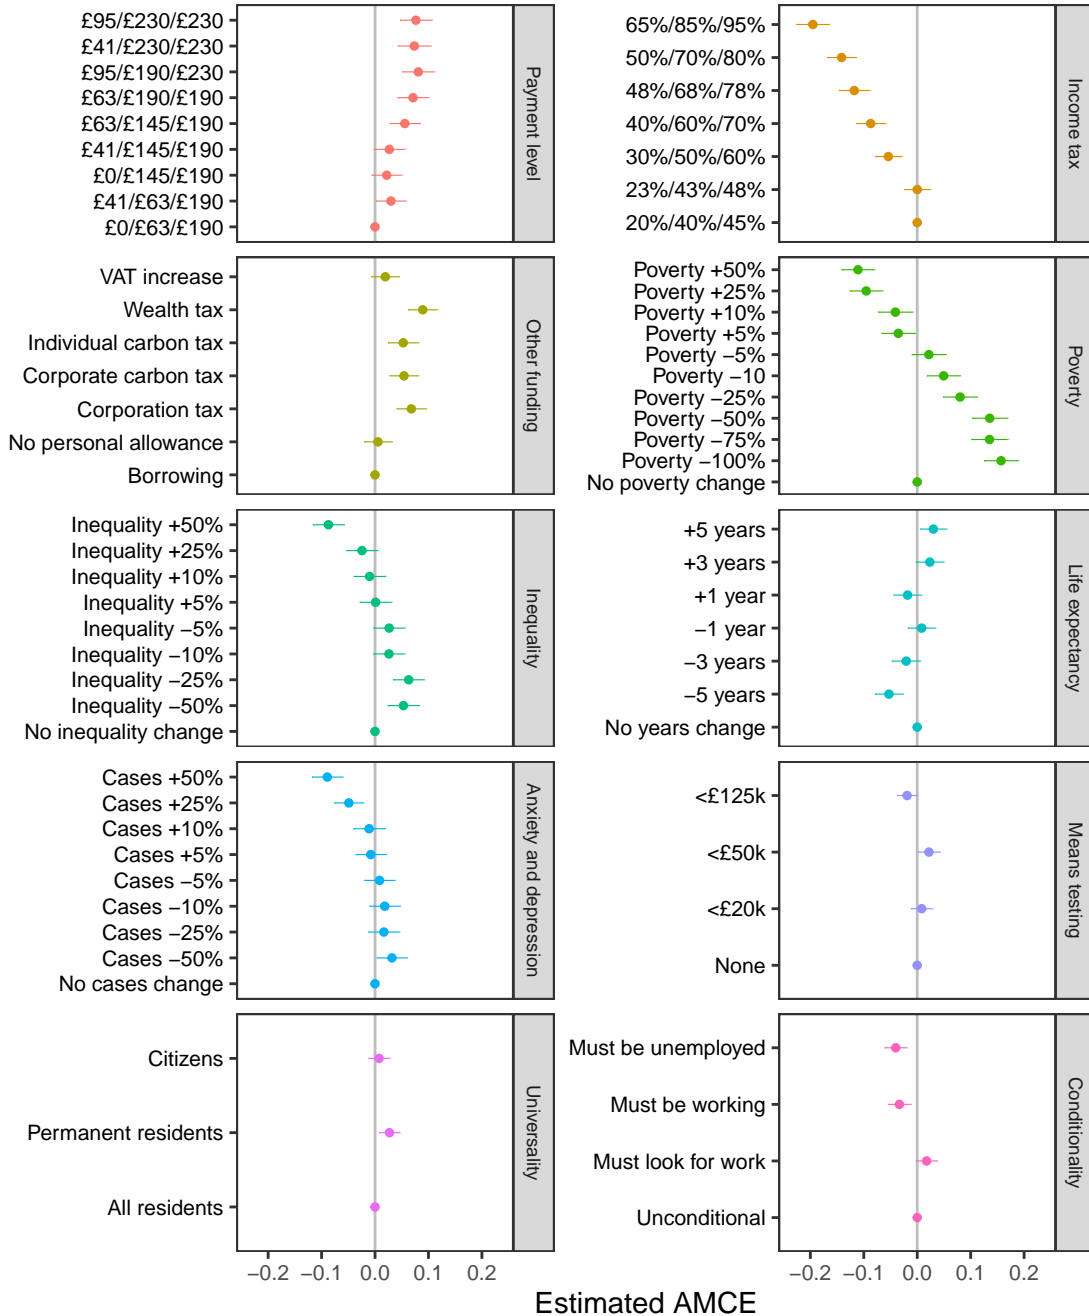 £95/£230/£230
£41/£230/£230
£95/£190/£230
£63/£190/£190
£63/£145/£190
£41/£145/£190
£0/£145/£190
£41/£63/£190
£0/£63/£190
Payment level
65%/85%/95%
50%/70%/80%
48%/68%/78%
40%/60%/70%
30%/50%/60%
23%/43%/48%
20%/40%/45%
Income tax
VAT increase
Wealth tax
Individual carbon tax
Corporate carbon tax
Corporation tax
No personal allowance
Borrowing
Other funding
Poverty +50%
Poverty +25%
Poverty +10%
Poverty +5%
Poverty −5%
Poverty −10
Poverty −25%
Poverty −50%
Poverty −75%
Poverty −100%
No poverty change
Poverty
Inequality +50%
Inequality +25%
Inequality +10%
Inequality +5%
Inequality −5%
Inequality −10%
Inequality −25%
Inequality −50%
No inequality change
Inequality
+5 years
+3 years
+1 year
−1 year
−3 years
−5 years
No years change
Life expectancy
Cases +50%
Cases +25%
Cases +10%
Cases +5%
Cases −5%
Cases −10%
Cases −25%
Cases −50%
No cases change
Anxiety and depression
<£125k
<£50k
<£20k
None
Means testing
Citizens
Permanent residents
All residents
Universality
Must be unemployed
Must be working
Must look for work
Unconditional
Conditionality
−0.2 −0.1 0.0 0.1 0.2
−0.2 −0.1 0.0 0.1 0.2
Estimated AMCE